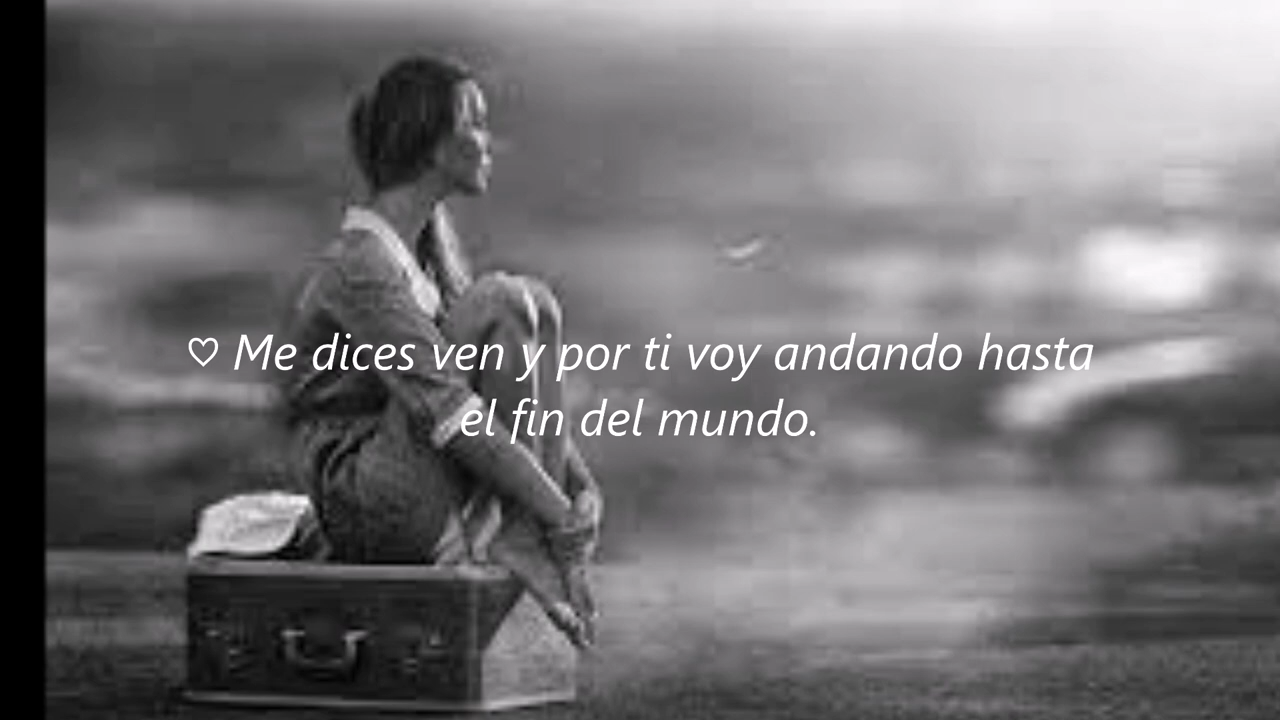 ♡ Me dices ven y por ti voy andando hasta
el fin del mundo.